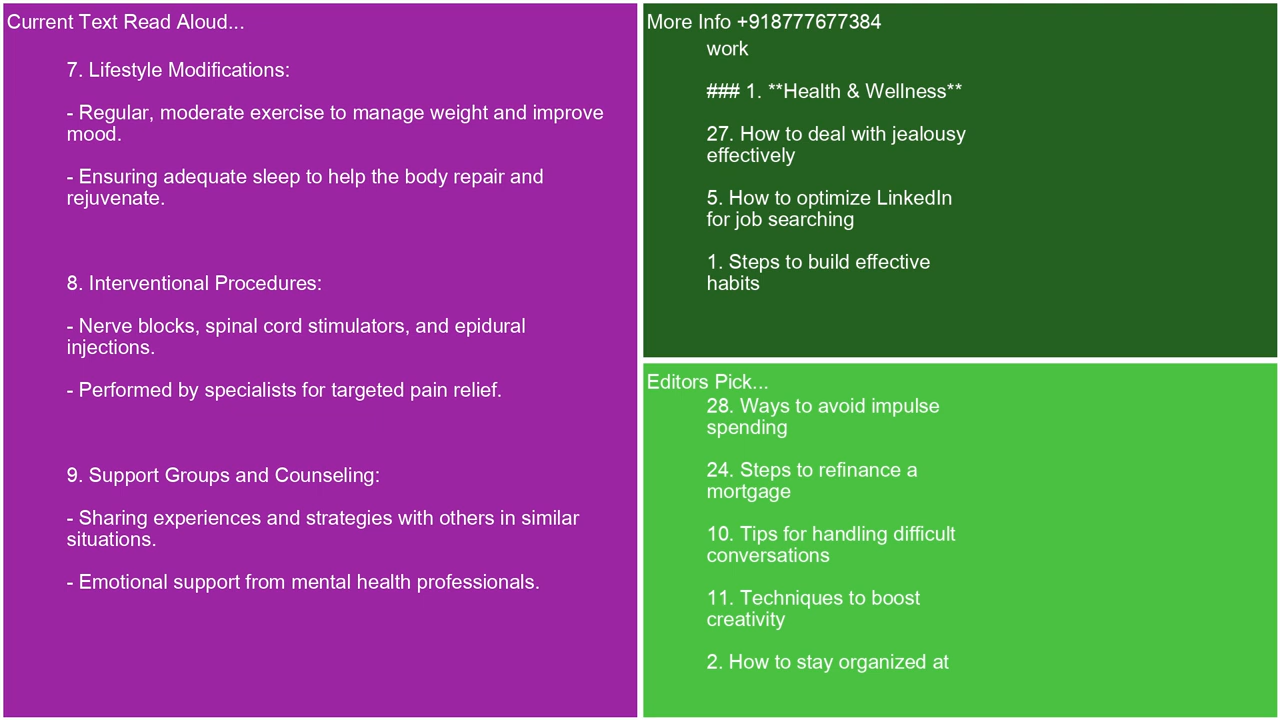 Current Text Read Aloud...
7. Lifestyle Modifications:
- Regular, moderate exercise to manage weight and improve
mood.
- Ensuring adequate sleep to help the body repair and
rejuvenate.
8. Interventional Procedures:
- Nerve blocks, spinal cord stimulators, and epidural
injections.
- Performed by specialists for targeted pain relief.
9. Support Groups and Counseling:
- Sharing experiences and strategies with others in similar
situations.
- Emotional support from mental health professionals.
More Info +918777677384
work
### 1. **Health & Wellness**
27. How to deal with jealousy
effectively
5. How to optimize LinkedIn
for job searching
1. Steps to build effective
habits
Editors Pick...
28. Ways to avoid impulse
spending
24. Steps to refinance a
mortgage
10. Tips for handling difficult
conversations
11. Techniques to boost
creativity
2. How to stay organized at